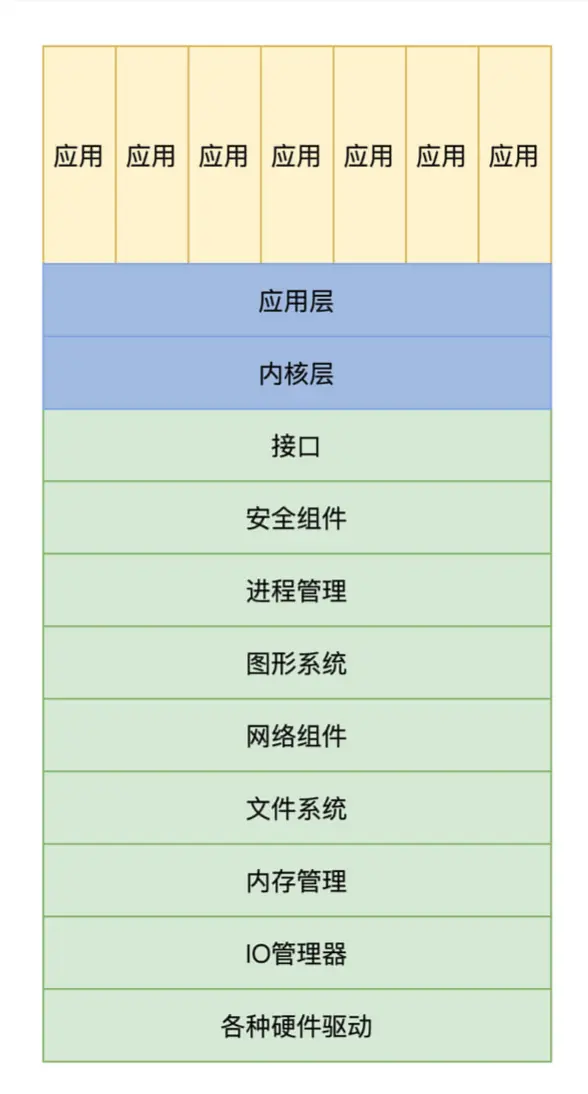 应用 应用 应用 应用 应用 应用 应用
应用层
内核层
接口
安全组件
进程管理
图形系统
网络组件
文件系统
内存管理
IO管理器
各种硬件驱动